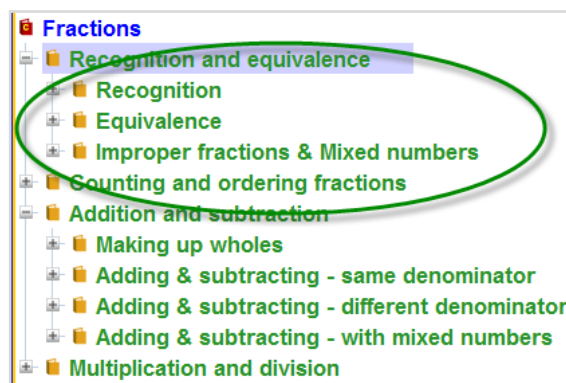 Fractions
Recognition and equivalence
Recognition
Equivalence
Improper fractions & Mixed numbers
Counting and ordering fractions
Addition and subtraction
Making up wholes
Adding & subtracting - same denominator
Adding & subtracting - different denominator
Adding & subtracting - with mixed numbers
Multiplication and division